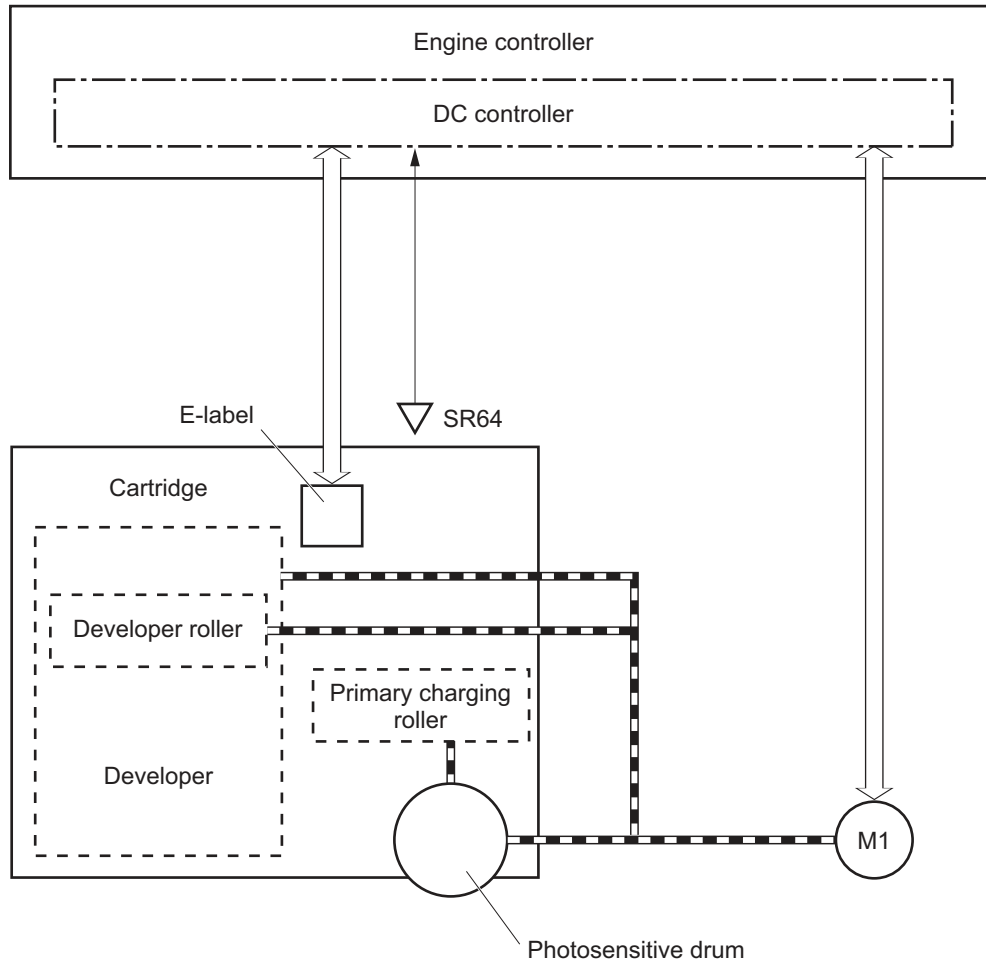 Engine controller
DC controller
E-label
SR64
Cartridge
Developer roller
Primary charging
roller
Developer
M1
Photosensitive drum